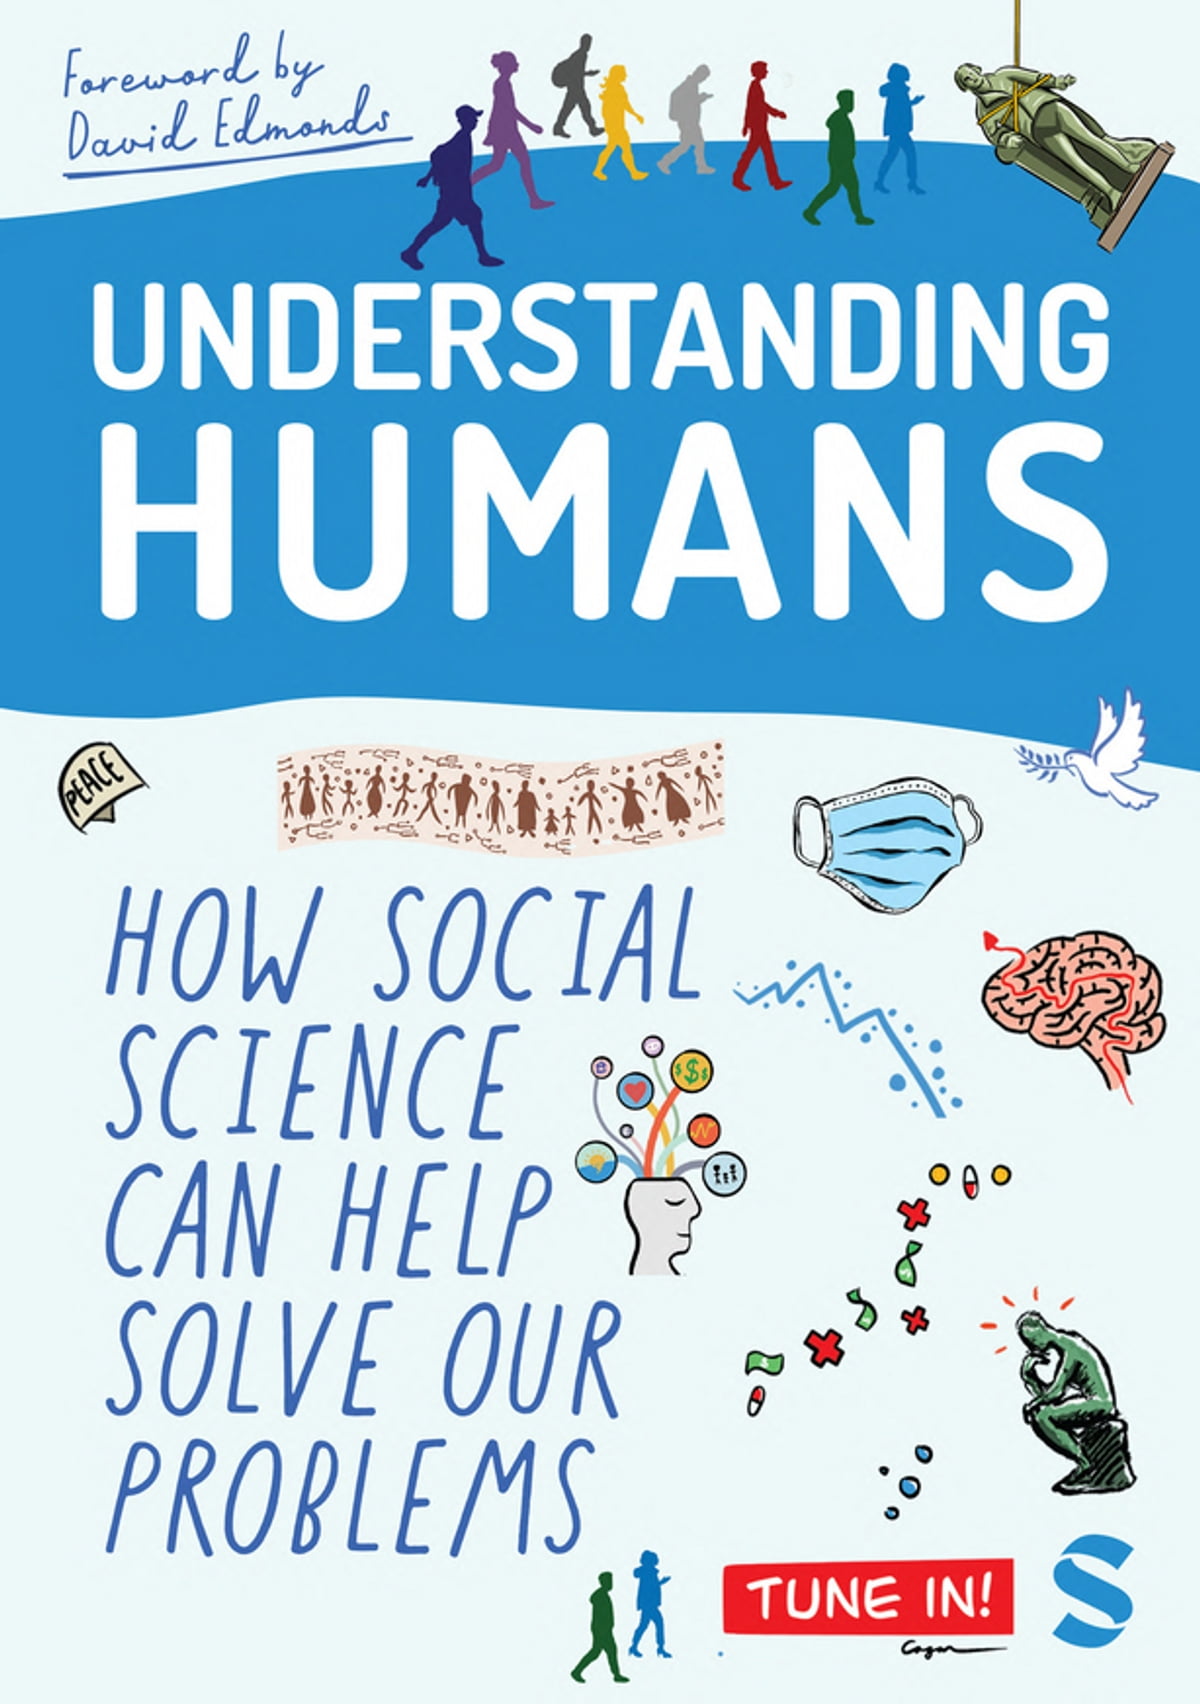 Foreword by
David Edmonds
UNDERSTANDING
HUMANS
PEACE
HOW SOCIAL
SCIENCE
CAN HELP
SOLVE OUR
PROBLEMS
TUNE IN!
Cogan
S